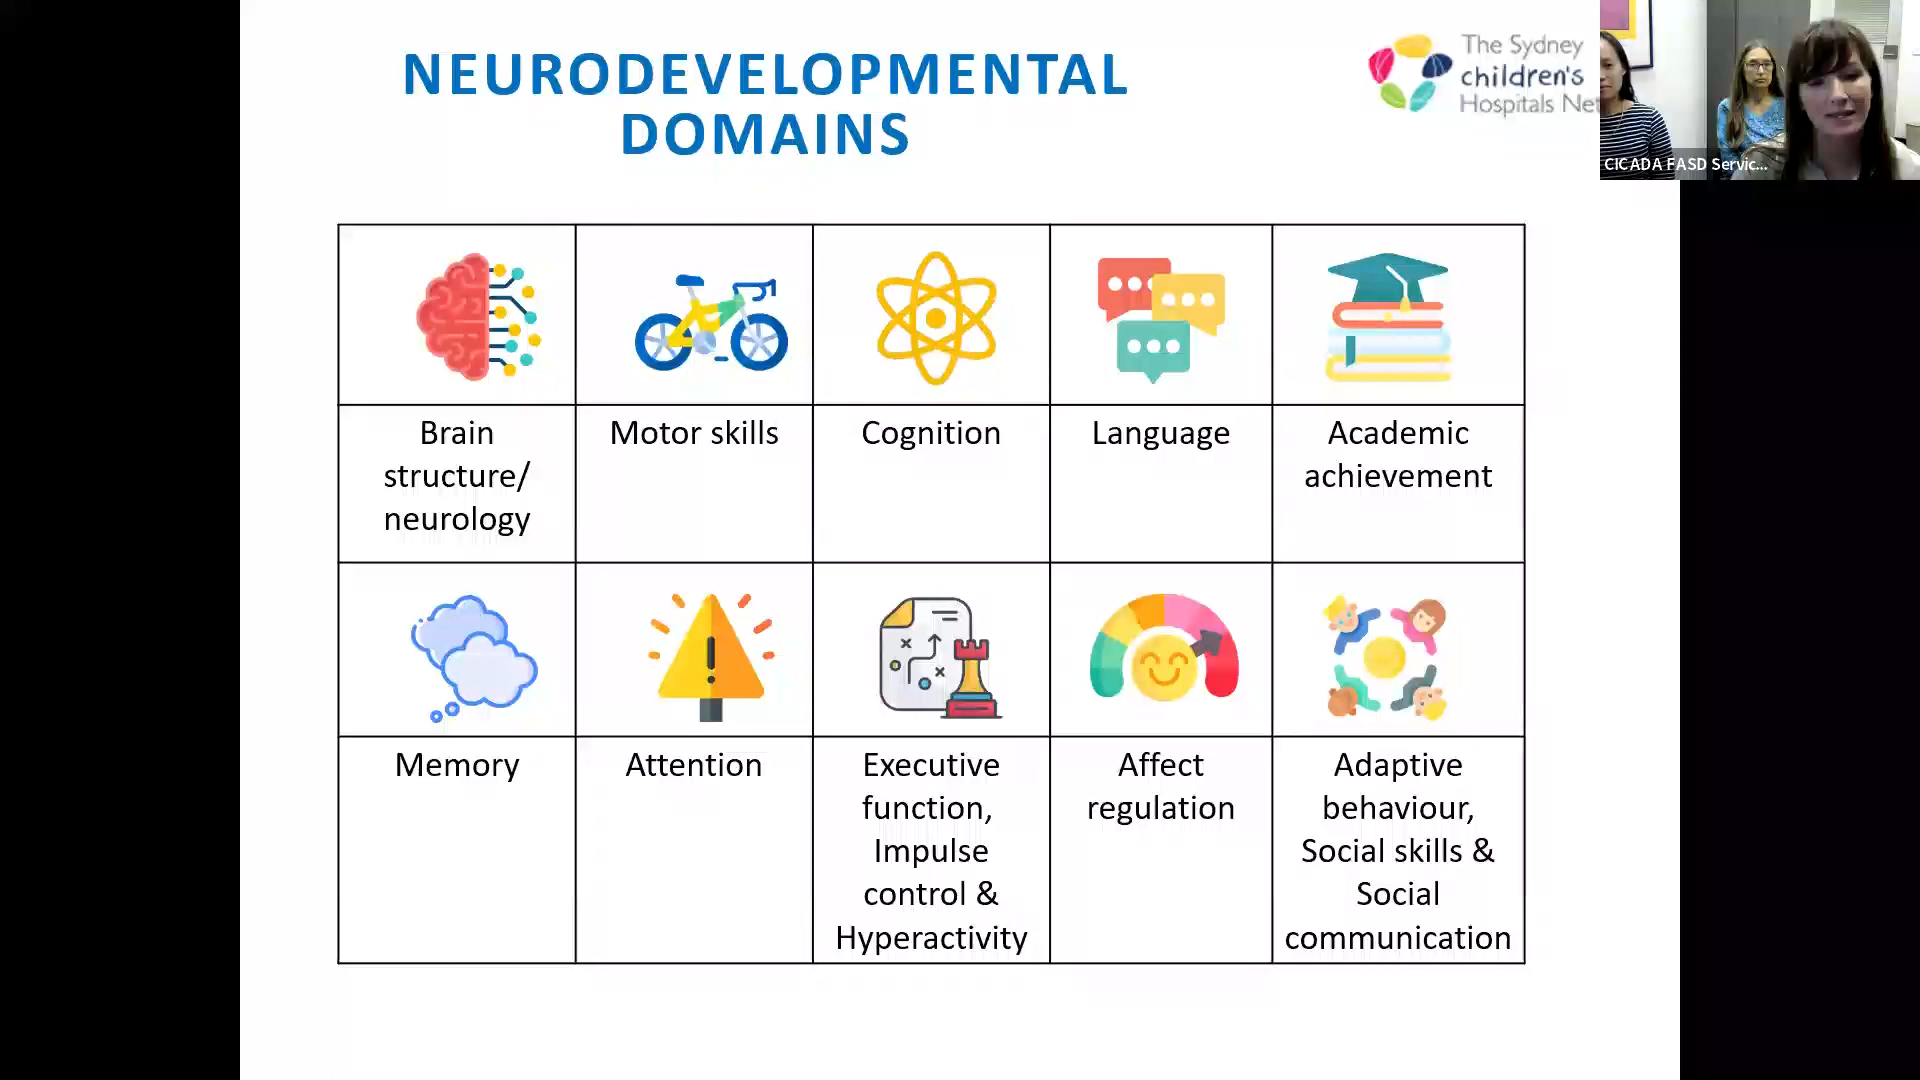 NEURODEVELOPMENTAL
DOMAINS
The Sydney
children's
Hospitals Net
CICADA FASD Servic...
Brain
structure/
neurology
Motor skills
Cognition
Language
Academic
achievement
Memory
Attention
Executive
function,
Impulse
control &
Hyperactivity
Affect
regulation
Adaptive
behaviour,
Social skills &
Social
communication